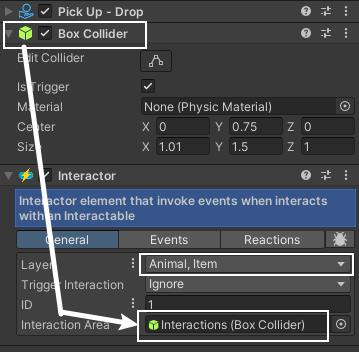 Pick Up - Drop
Box Collider
Edit Collider
Is Trigger
Material None (Physic Material)
Center X 0 Y 0.75 Z 0
Size X 1.01 Y 1.5 Z 1
Interactor
Interactor element that invoke events when interacts
with an Interactable
General Events Reactions
Layer Animal, Item
Trigger Interaction Ignore
ID 1
Interaction Area Interactions (Box Collider)